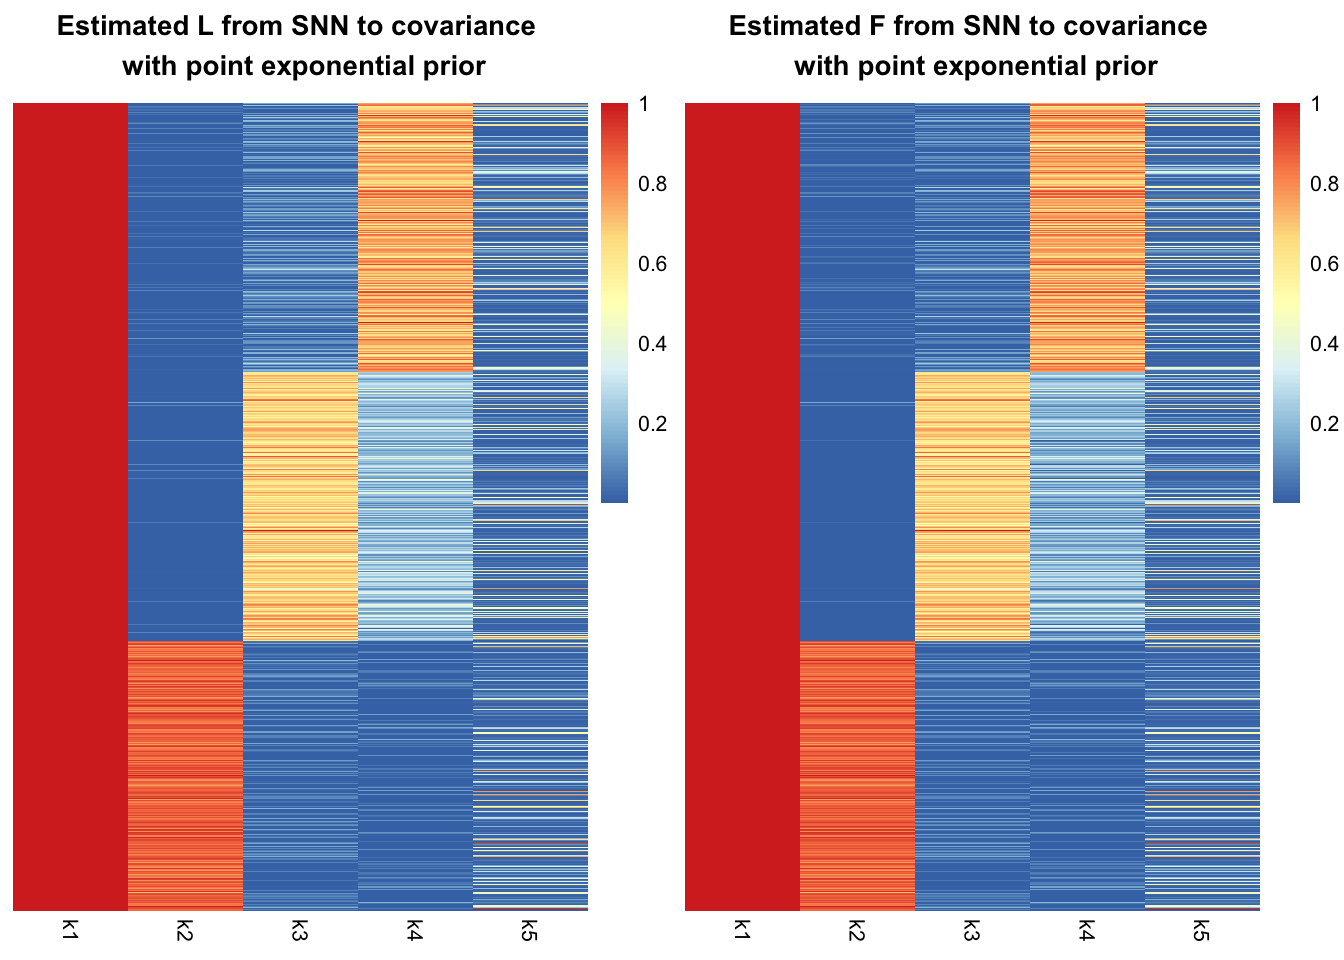 Estimated L from SNN to covariance
with point exponential prior
1
0.8
0.6
0.4
0.2
k1
k2
k3
k4
k5
Estimated F from SNN to covariance
with point exponential prior
1
0.8
0.6
0.4
0.2
k1
k2
k3
k4
k5